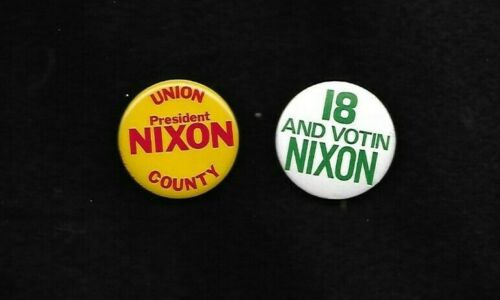 UNION
President
NIXON
COUNTY
18
AND VOTIN
NIXON